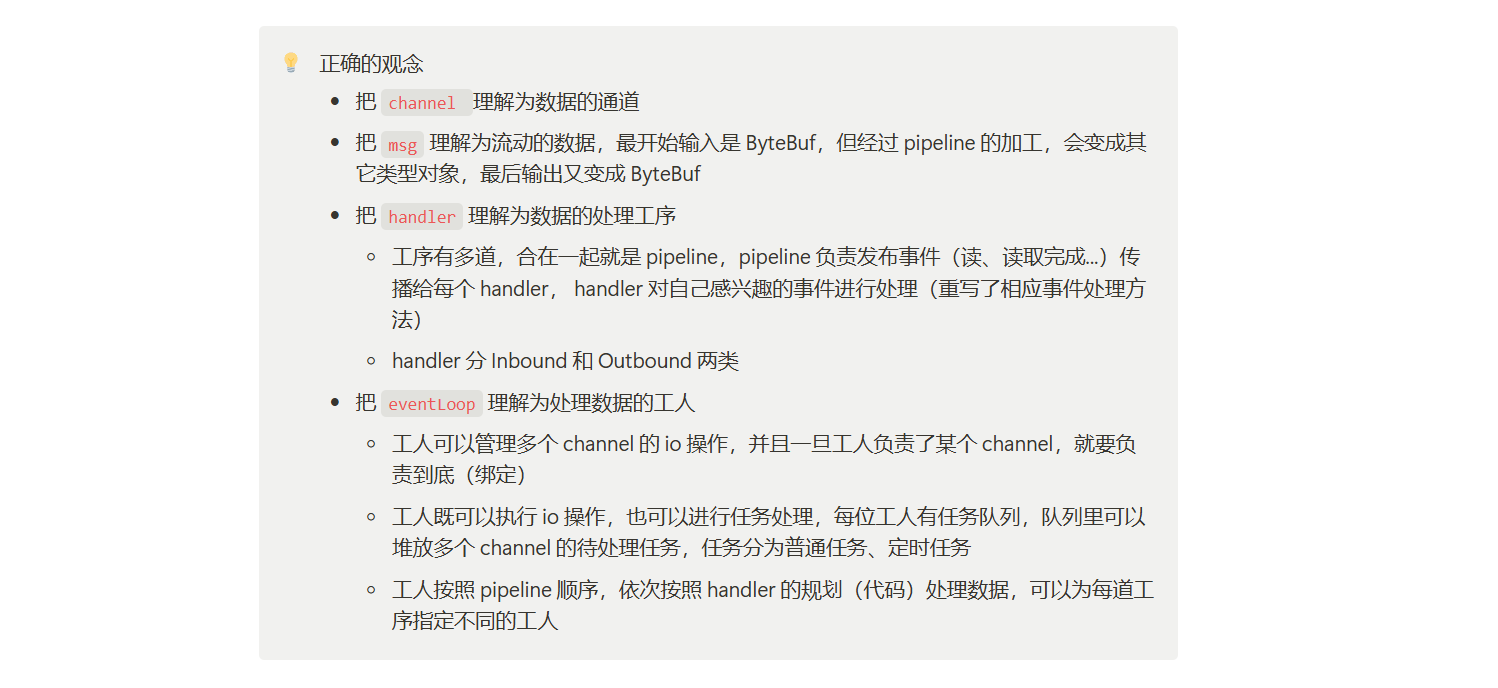 正确的观念
把 channel 理解为数据的通道
把 msg 理解为流动的数据，最开始输入是 ByteBuf，但经过 pipeline 的加工，会变成其
它类型对象，最后输出又变成 ByteBuf
把 handler 理解为数据的处理工序
工序有多道，合在一起就是 pipeline，pipeline 负责发布事件（读、读取完成...）传
播给每个 handler， handler 对自己感兴趣的事件进行处理（重写了相应事件处理方
法）
handler 分 Inbound 和 Outbound 两类
把 eventLoop 理解为处理数据的工人
工人可以管理多个 channel 的 io 操作，并且一旦工人负责了某个 channel，就要负
责到底（绑定）
工人既可以执行 io 操作，也可以进行任务处理，每位工人有任务队列，队列里可以
堆放多个 channel 的待处理任务，任务分为普通任务、定时任务
工人按照 pipeline 顺序，依次按照 handler 的规划（代码）处理数据，可以为每道工
序指定不同的工人